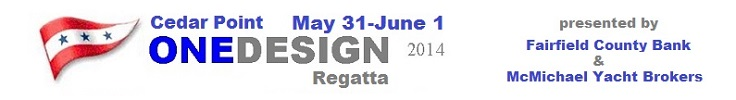 Cedar Point May 31-June 1
ONEDESIGN 2014
Regatta
presented by
Fairfield County Bank
&
McMichael Yacht Brokers